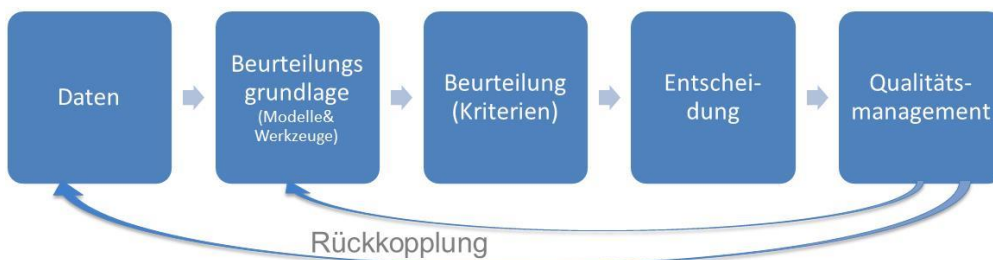 Daten
Beurteilungs
grundlage
(Modelle&
Werkzeuge)
Beurteilung
(Kriterien)
Entschei-
dung
Qualitäts-
management
Rückkopplung